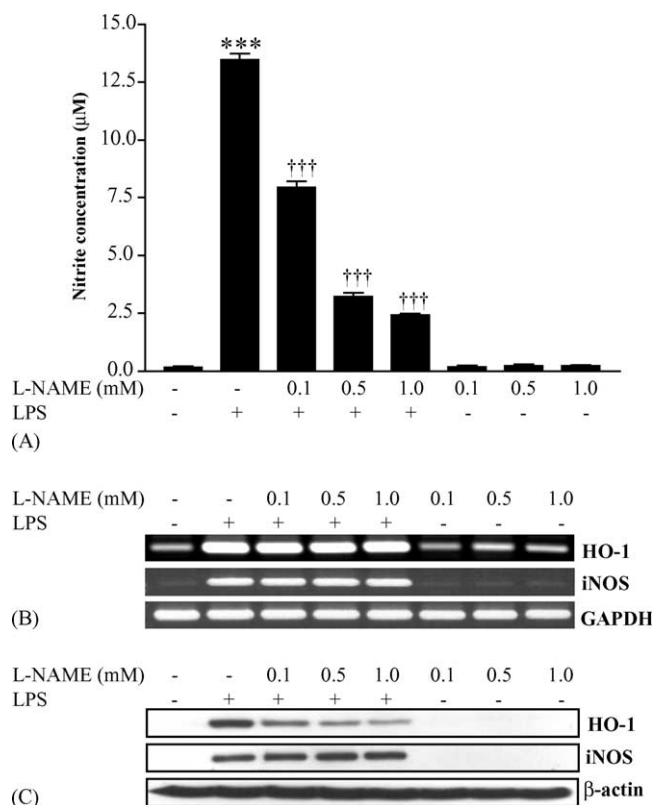 15.0
***
12.5
Nitrite concentration (µM)
10.0
†††
7.5
5.0
†††
†††
2.5
0.0
L-NAME (mM) - - 0.1 0.5 1.0 0.1 0.5 1.0
LPS - + + + + - - -
(A)
L-NAME (mM) - - 0.1 0.5 1.0 0.1 0.5 1.0
LPS - + + + + - - -
HO-1
iNOS
(B) GAPDH
L-NAME (mM) - - 0.1 0.5 1.0 0.1 0.5 1.0
LPS - + + + + - - -
HO-1
iNOS
(C) β-actin